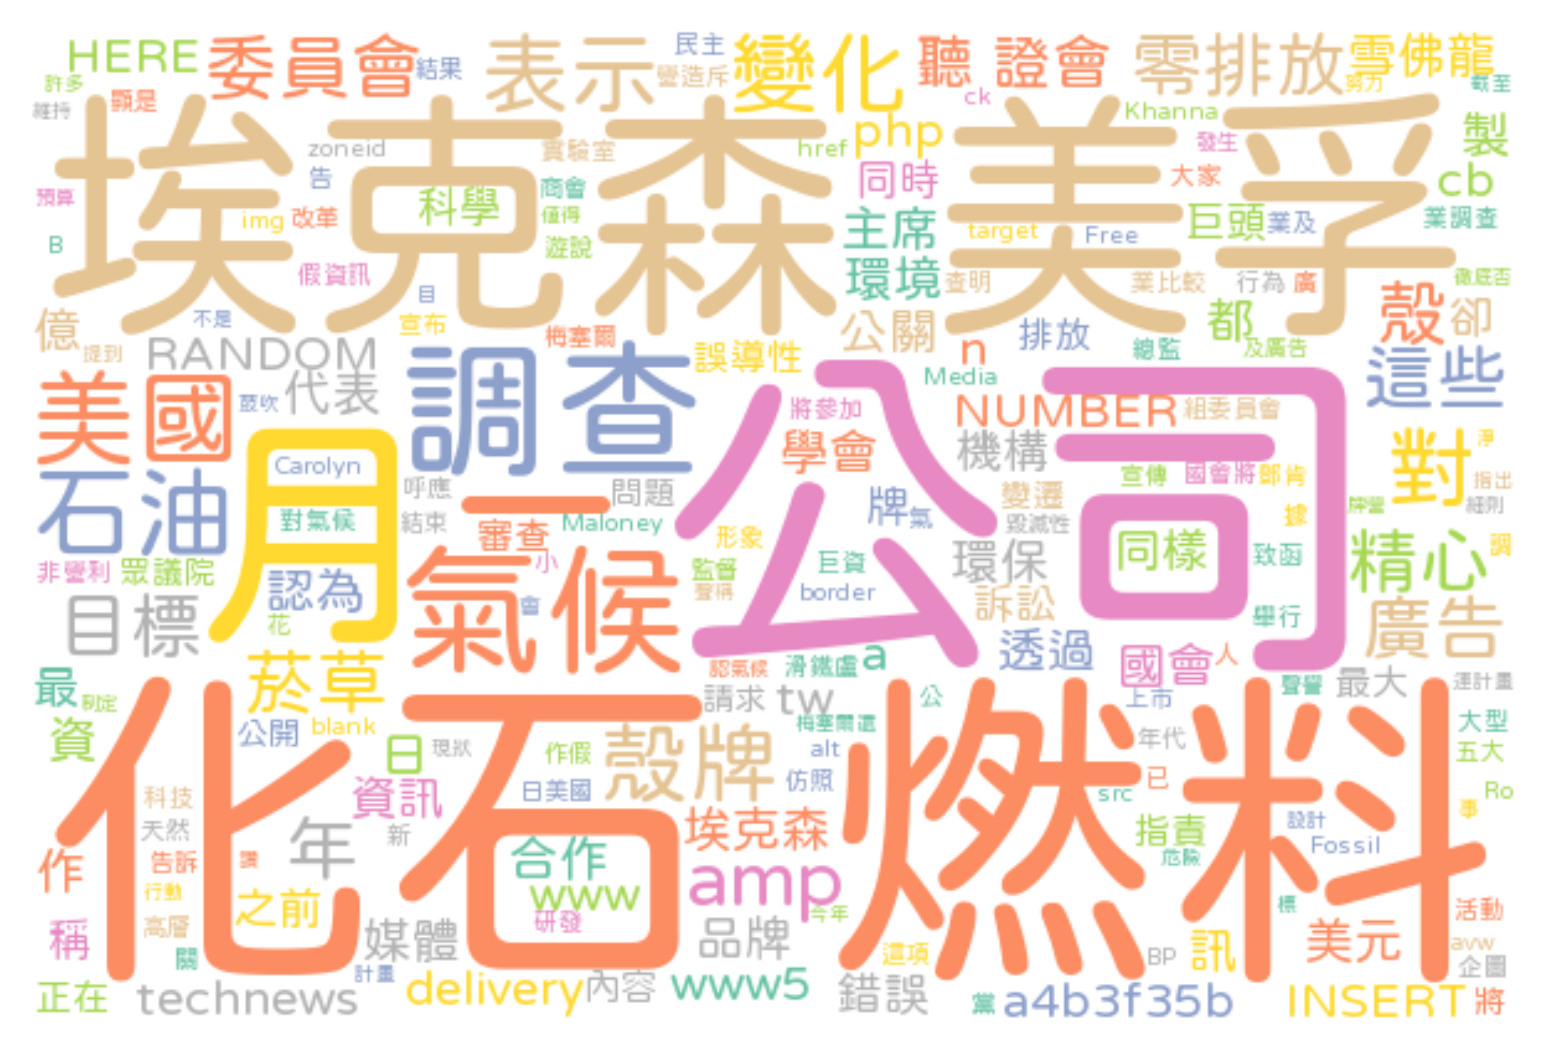 HERE 委員會 結果 表示 民主 變化 聽 證會 零排放 雪佛龍
許多 顯是 變造斥 努力 截至
維持 埃克森美孚 ck Khanna 製
zoneid 實驗室 href php 發生
告 科學 商會 同時 大家 cb
預算 img 改革 值得 主席 target Free 巨頭 業及 業調查
B 假資訊 遊說 環境 查明 業比較 行為 廣 徹底否
目 殼 卻
億 不是 宣布 梅塞爾 公關 排放 都
提到 RANDOM 調查 誤導性 n 總監 及廣告 這些
美國 鼓吹 代表 Media
將參加 NUMBER 組委員會
月 公司 學會 機構 對 淨
Carolyn 宣傳 國會將 鄧肯 指出
石油 呼應 一 問題 牌 氣 變遷 據 牌營 細則
對氣候 結束 審查 Maloney 形象 毀滅性
非營利 眾議院 小 監督 巨資 環保 同樣 致函 精心 調
認為 氣候 聲稱 border 訴訟 舉行
目標 花 會 廣告
菸草 認氣候 滑鐵盧 a 透過 國會 人
最 制定 請求 tw 公 上市 聲譽 最大 運計畫
資 公開 blank 化石燃料 梅塞爾還 大型
日 現狀 作假 殼牌 alt 年代 五大
科技 資訊 日美國 仿照 src 已 Ro
天然 年 新 埃克森 指責 設計 事
作 告訴 讚 合作 危險 Fossil
行動 之前 www amp 今年 標 活動
稱 高層 研發 品牌 這項 BP 訊 美元 avw
關 媒體 計畫 企圖
正在 technews delivery 內容 www5 錯誤 黨 a4b3f35b INSERT 將